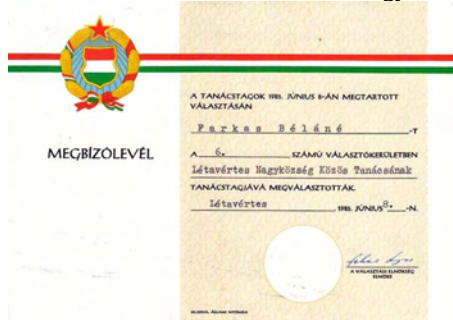 A TANÁCSTAGOK 1985. JÚNIUS 8-ÁN MEGTARTOTT
VÁLASZTÁSÁN
Farkas Béláné -T
MEGBÍZÓLEVÉL
A 6. SZÁMÚ VÁLASZTÓKERÜLETBEN
Létavértes Nagyközség Közös Tanácsának
TANÁCSTAGJÁVÁ MEGVÁLASZTOTTÁK.
Létavértes 1985. JÚNIUS 8. -N.
A VÁLASZTÁSI ELNÖKSÉG
ELNÖKE